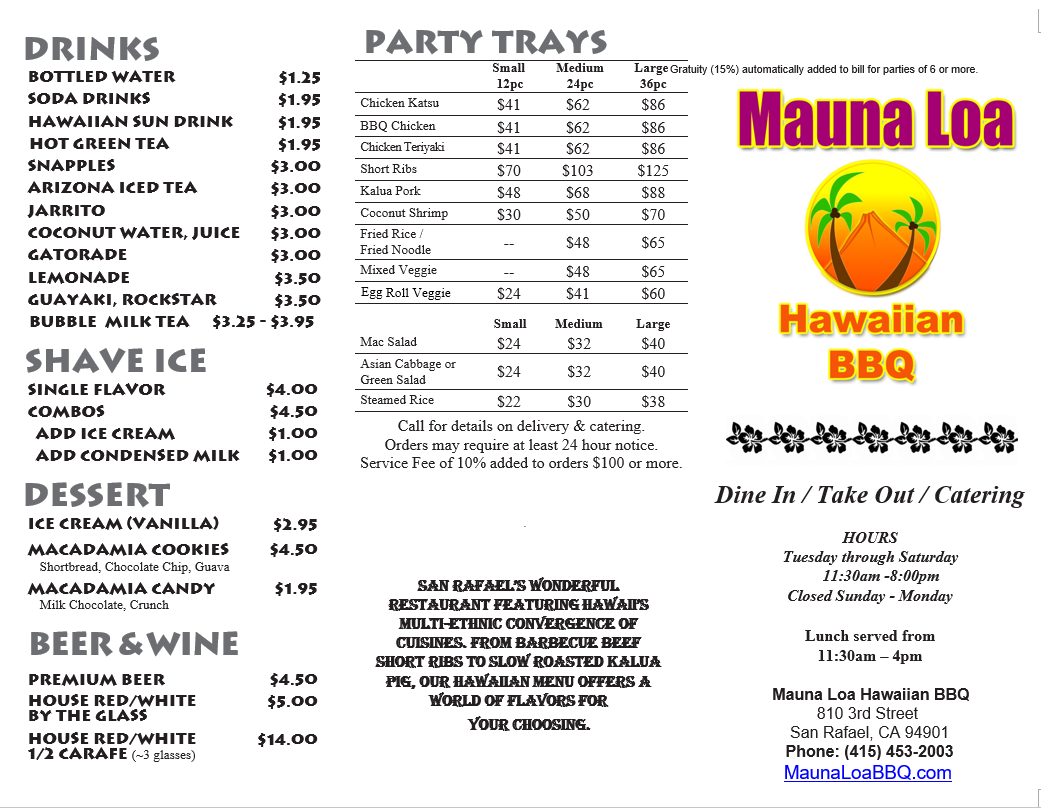 DRINKS
BOTTLED WATER $1.25
SODA DRINKS $1.95
HAWAIIAN SUN DRINK $1.95
HOT GREEN TEA $1.95
SNAPPLES $3.00
ARIZONA ICED TEA $3.00
JARRITO $3.00
COCONUT WATER, JUICE $3.00
GATORADE $3.00
LEMONADE $3.50
GUAYAKI, ROCKSTAR $3.50
BUBBLE MILK TEA $3.25 - $3.95
SHAVE ICE
SINGLE FLAVOR $4.00
COMBOS $4.50
ADD ICE CREAM $1.00
ADD CONDENSED MILK $1.00
DESSERT
ICE CREAM (VANILLA) $2.95
MACADAMIA COOKIES $4.50
Shortbread, Chocolate Chip, Guava
MACADAMIA CANDY $1.95
Milk Chocolate, Crunch
BEER & WINE
PREMIUM BEER $4.50
HOUSE RED/WHITE $5.00
BY THE GLASS
HOUSE RED/WHITE $14.00
1/2 CARAFE (~3 glasses)
PARTY TRAYS
Small Medium Large
12pc 24pc 36pc
Chicken Katsu $41 $62 $86
BBQ Chicken $41 $62 $86
Chicken Teriyaki $41 $62 $86
Short Ribs $70 $103 $125
Kalua Pork $48 $68 $88
Coconut Shrimp $30 $50 $70
Fried Rice /
Fried Noodle -- $48 $65
Mixed Veggie -- $48 $65
Egg Roll Veggie $24 $41 $60
Small Medium Large
Mac Salad $24 $32 $40
Asian Cabbage or
Green Salad $24 $32 $40
Steamed Rice $22 $30 $38
Call for details on delivery & catering.
Orders may require at least 24 hour notice.
Service Fee of 10% added to orders $100 or more.
SAN RAFAEL'S WONDERFUL
RESTAURANT FEATURING HAWAII'S
MULTI-ETHNIC CONVERGENCE OF
CUISINES. FROM BARBECUE BEEF
SHORT RIBS TO SLOW ROASTED KALUA
PIG, OUR HAWAIIAN MENU OFFERS A
WORLD OF FLAVORS FOR
YOUR CHOOSING.
Gratuity (15%) automatically added to bill for parties of 6 or more.
Mauna Loa
Hawaiian
BBQ
Dine In / Take Out / Catering
HOURS
Tuesday through Saturday
11:30am -8:00pm
Closed Sunday - Monday
Lunch served from
11:30am – 4pm
Mauna Loa Hawaiian BBQ
810 3rd Street
San Rafael, CA 94901
Phone: (415) 453-2003
MaunaLoaBBQ.com